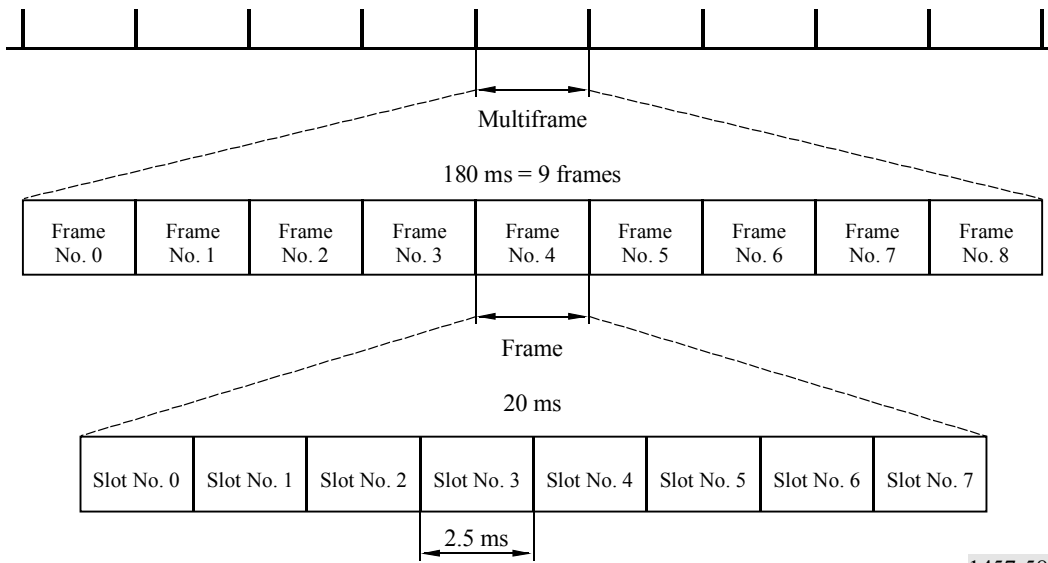 Multiframe
180 ms = 9 frames
Frame No. 0 Frame No. 1 Frame No. 2 Frame No. 3 Frame No. 4 Frame No. 5 Frame No. 6 Frame No. 7 Frame No. 8
Frame
20 ms
Slot No. 0 Slot No. 1 Slot No. 2 Slot No. 3 Slot No. 4 Slot No. 5 Slot No. 6 Slot No. 7
2.5 ms